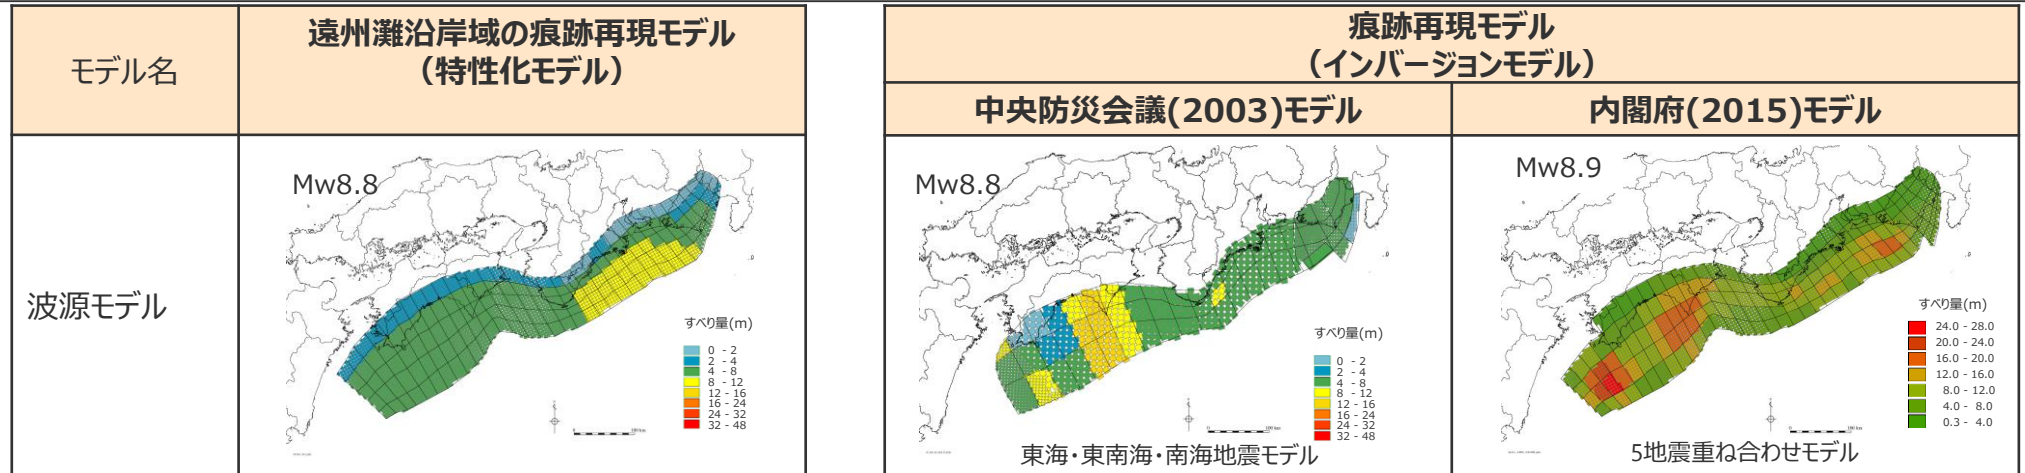 モデル名
遠州灘沿岸域の痕跡再現モデル
（特性化モデル）
痕跡再現モデル
（インバージョンモデル）
中央防災会議(2003)モデル
内閣府(2015)モデル
波源モデル
Mw8.8
すべり量(m)
0 - 2
2 - 4
4 - 8
8 - 12
12 - 16
16 - 24
24 - 32
32 - 48
Mw8.8
すべり量(m)
0 - 2
2 - 4
4 - 8
8 - 12
12 - 16
16 - 24
24 - 32
32 - 48
東海・東南海・南海地震モデル
Mw8.9
すべり量(m)
24.0 - 28.0
20.0 - 24.0
16.0 - 20.0
12.0 - 16.0
8.0 - 12.0
4.0 - 8.0
0.3 - 4.0
5地震重ね合わせモデル